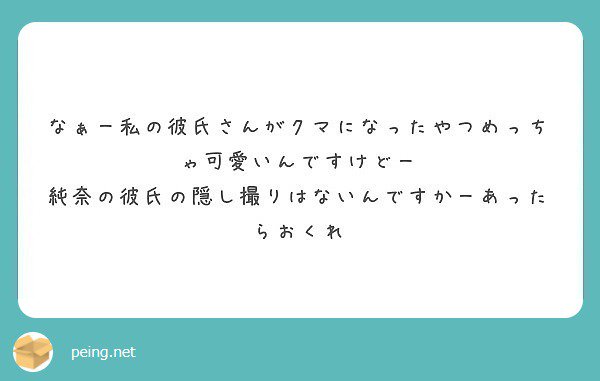 なぁー私の彼氏さんがクマになったやつめっち
ゃ可愛いんですけどー
純奈の彼氏の隠し撮りはないんですかーあった
らおくれ
peing.net